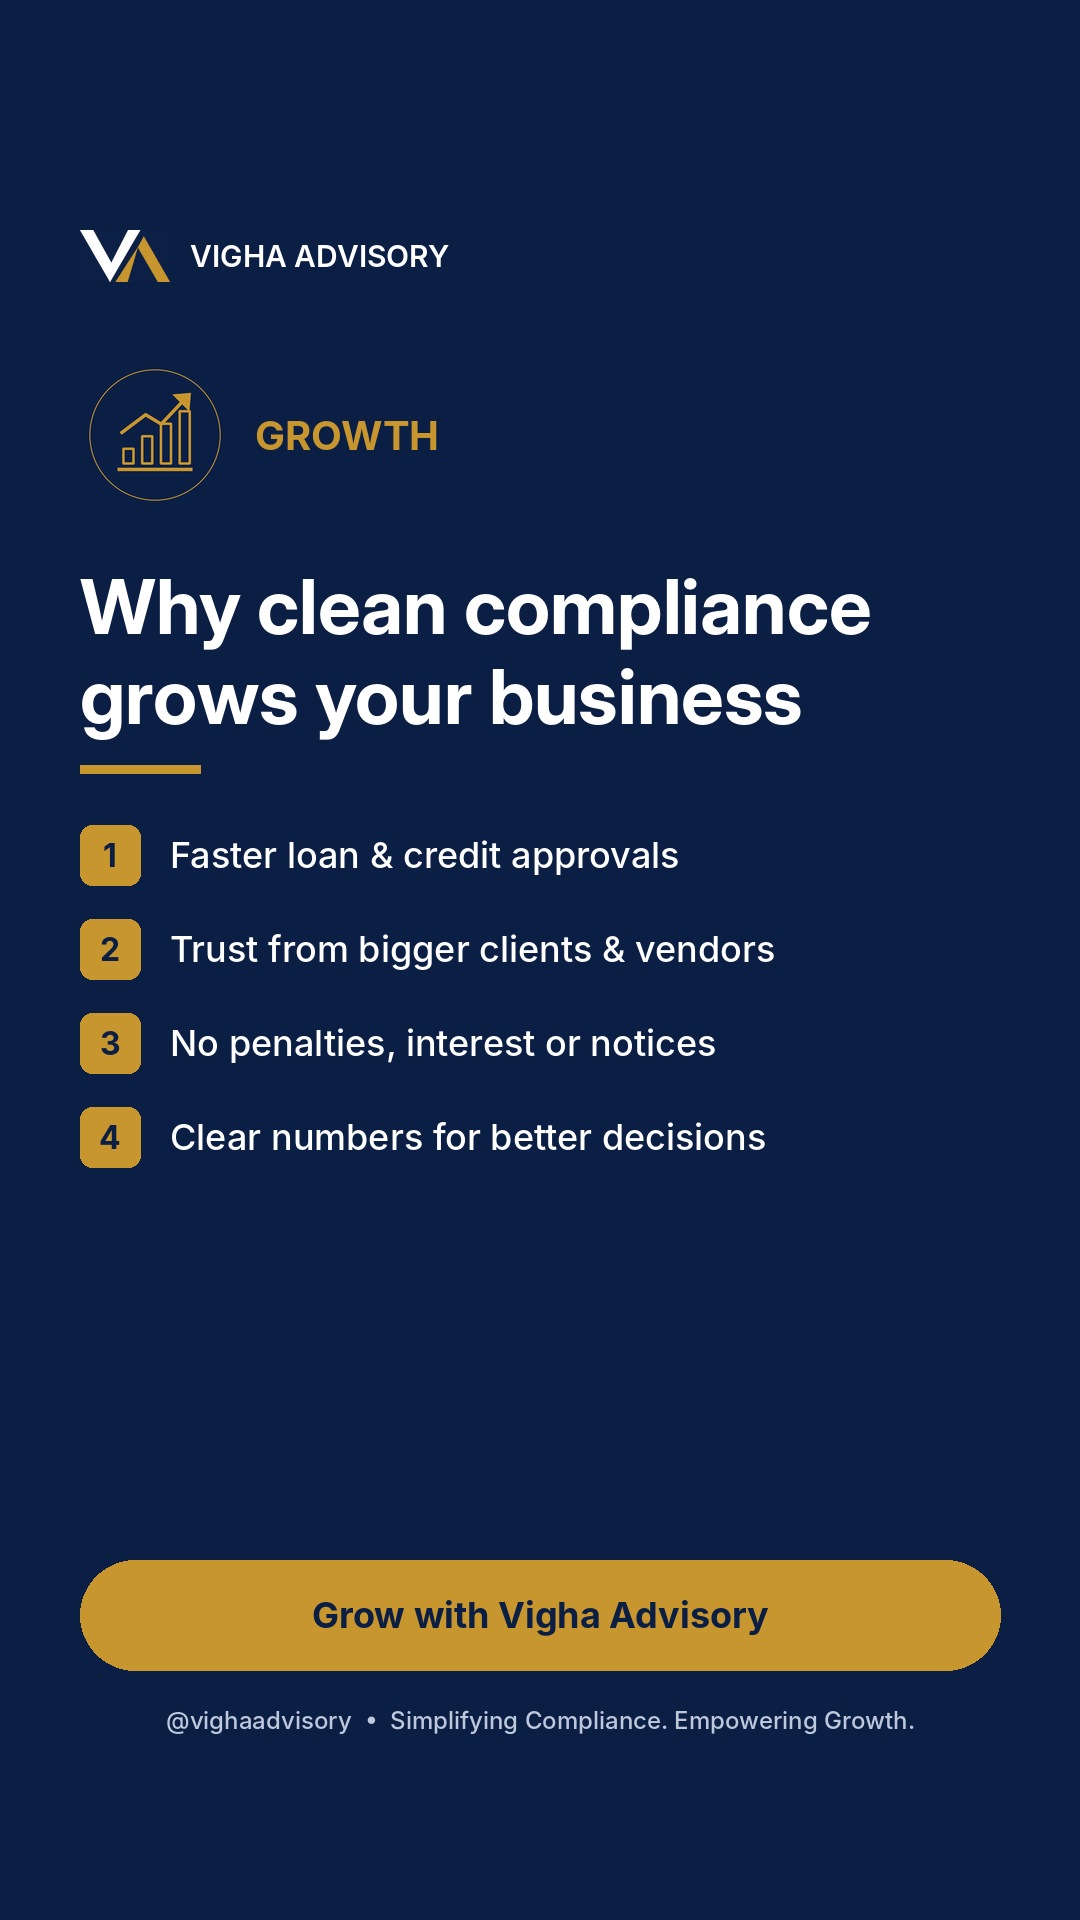 VIGHA ADVISORY
GROWTH
Why clean compliance
grows your business
1 Faster loan & credit approvals
2 Trust from bigger clients & vendors
3 No penalties, interest or notices
4 Clear numbers for better decisions
Grow with Vigha Advisory
@vighaadvisory • Simplifying Compliance. Empowering Growth.